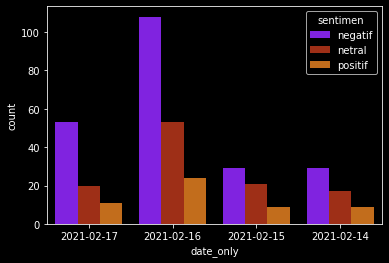 sentimen
negatif
netral
positif
100
80
60
40
20
0
count
2021-02-17 2021-02-16 2021-02-15 2021-02-14
date_only